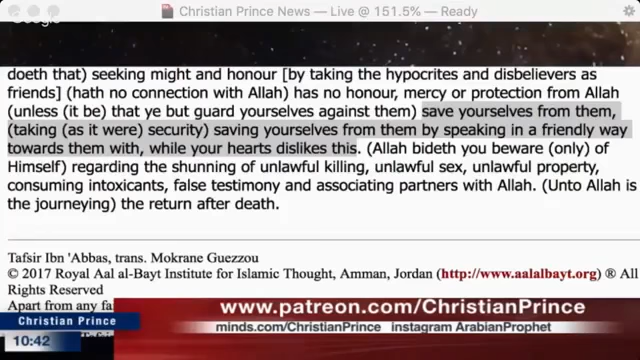 Christian Prince News — Live @ 151.5% — Ready
Google
doeth that) seeking might and honour [by taking the hypocrites and disbelievers as
friends] (hath no connection with Allah) has no honour, mercy or protection from Allah
(unless (it be) that ye but guard yourselves against them) save yourselves from them,
(taking (as it were) security) saving yourselves from them by speaking in a friendly way
towards them with, while your hearts dislikes this. (Allah bideth you beware (only) of
Himself) regarding the shunning of unlawful killing, unlawful sex, unlawful property,
consuming intoxicants, false testimony and associating partners with Allah. (Unto Allah is
the journeying) the return after death.
Tafsir Ibn 'Abbas, trans. Mokrane Guezzou
© 2017 Royal Aal al-Bayt Institute for Islamic Thought, Amman, Jordan (http://www.aalalbayt.org) ® All
Rights Reserved
Apart from any fai
www.patreon.com/ChristianPrince
Christian Prince
minds.com/ChristianPrince instagram ArabianProphet
10:42